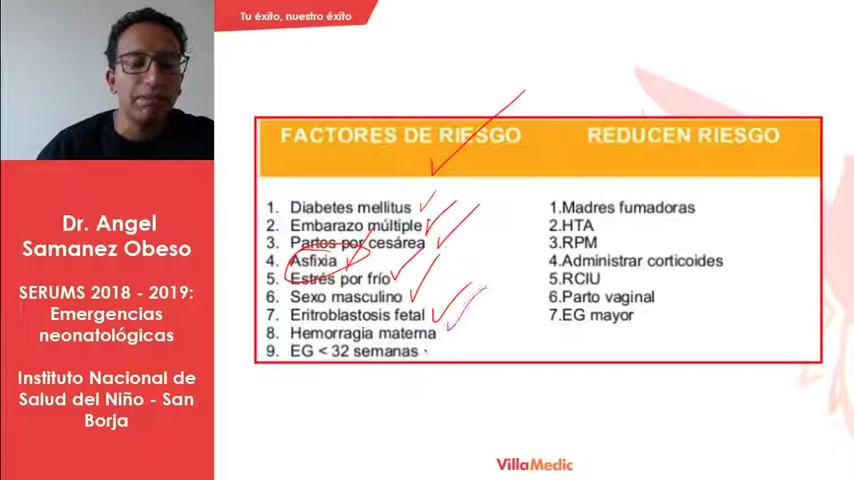 Tu éxito, nuestro éxito
FACTORES DE RIESGO
1. Diabetes mellitus
2. Embarazo múltiple
3. Partos por cesárea
4. Asfixia
5. Estrés por frío
6. Sexo masculino
7. Eritroblastosis fetal
8. Hemorragia materna
9. EG < 32 semanas
REDUCEN RIESGO
1.Madres fumadoras
2.HTA
3.RPM
4.Administrar corticoides
5.RCIU
6.Parto vaginal
7.EG mayor
Dr. Angel
Samanez Obeso
SERUMS 2018 - 2019:
Emergencias
neonatológicas
Instituto Nacional de
Salud del Niño - San
Borja
VillaMedic